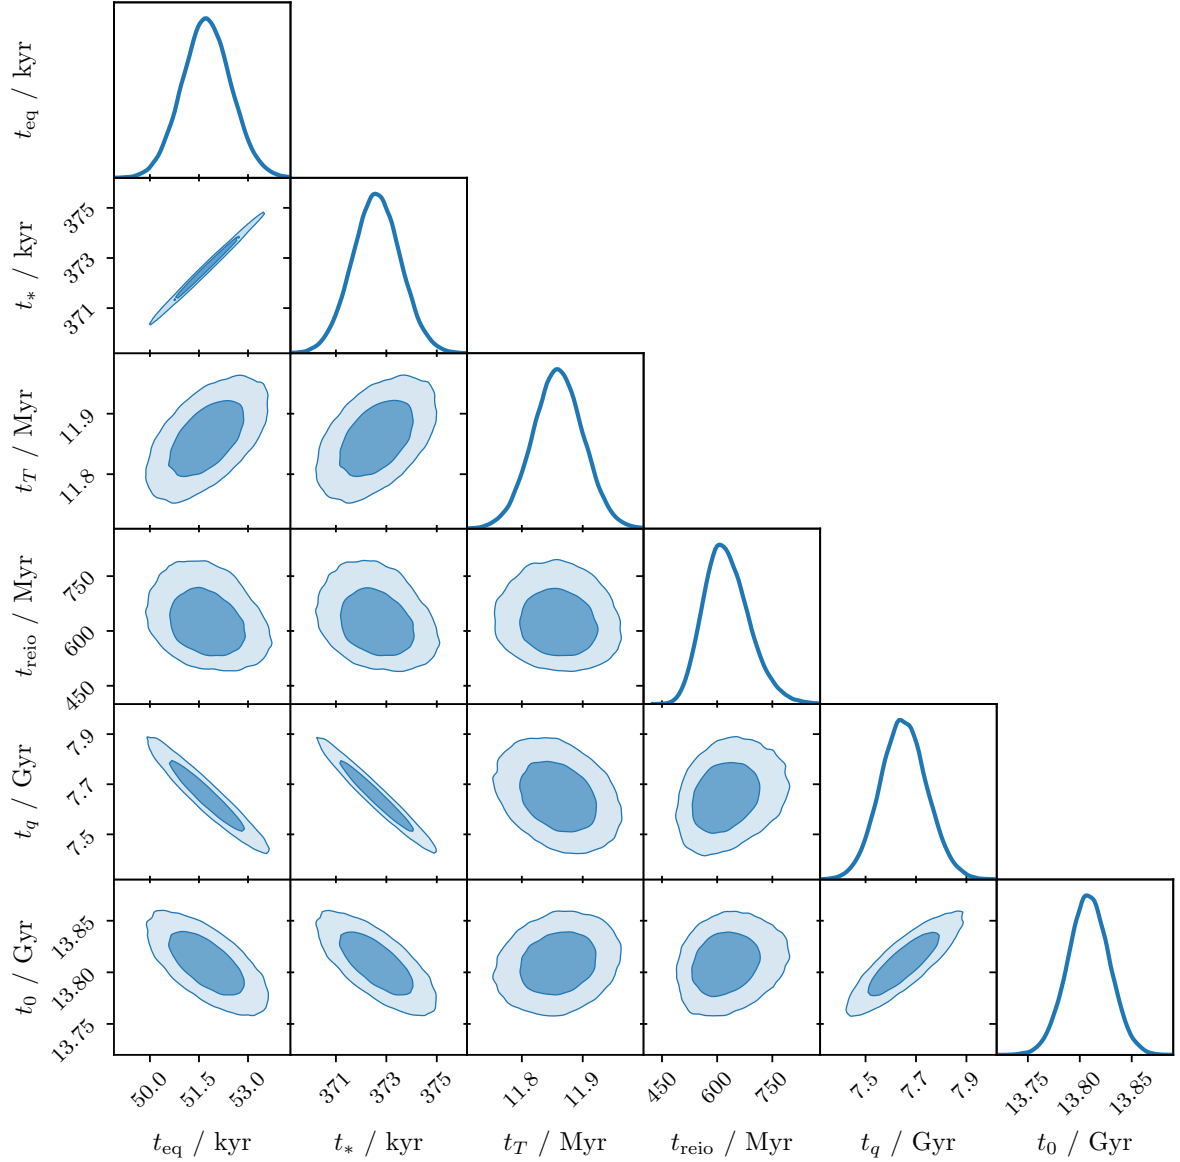 t_eq / kyr
375
373
371
t_* / kyr
11.9
11.8
t_T / Myr
750
600
450
t_reio / Myr
7.9
7.7
7.5
t_q / Gyr
13.85
13.80
13.75
t_0 / Gyr
50.0 51.5 53.0 371 373 375 11.8 11.9 450 600 750 7.5 7.7 7.9 13.75 13.80 13.85
t_eq / kyr t_* / kyr t_T / Myr t_reio / Myr t_q / Gyr t_0 / Gyr